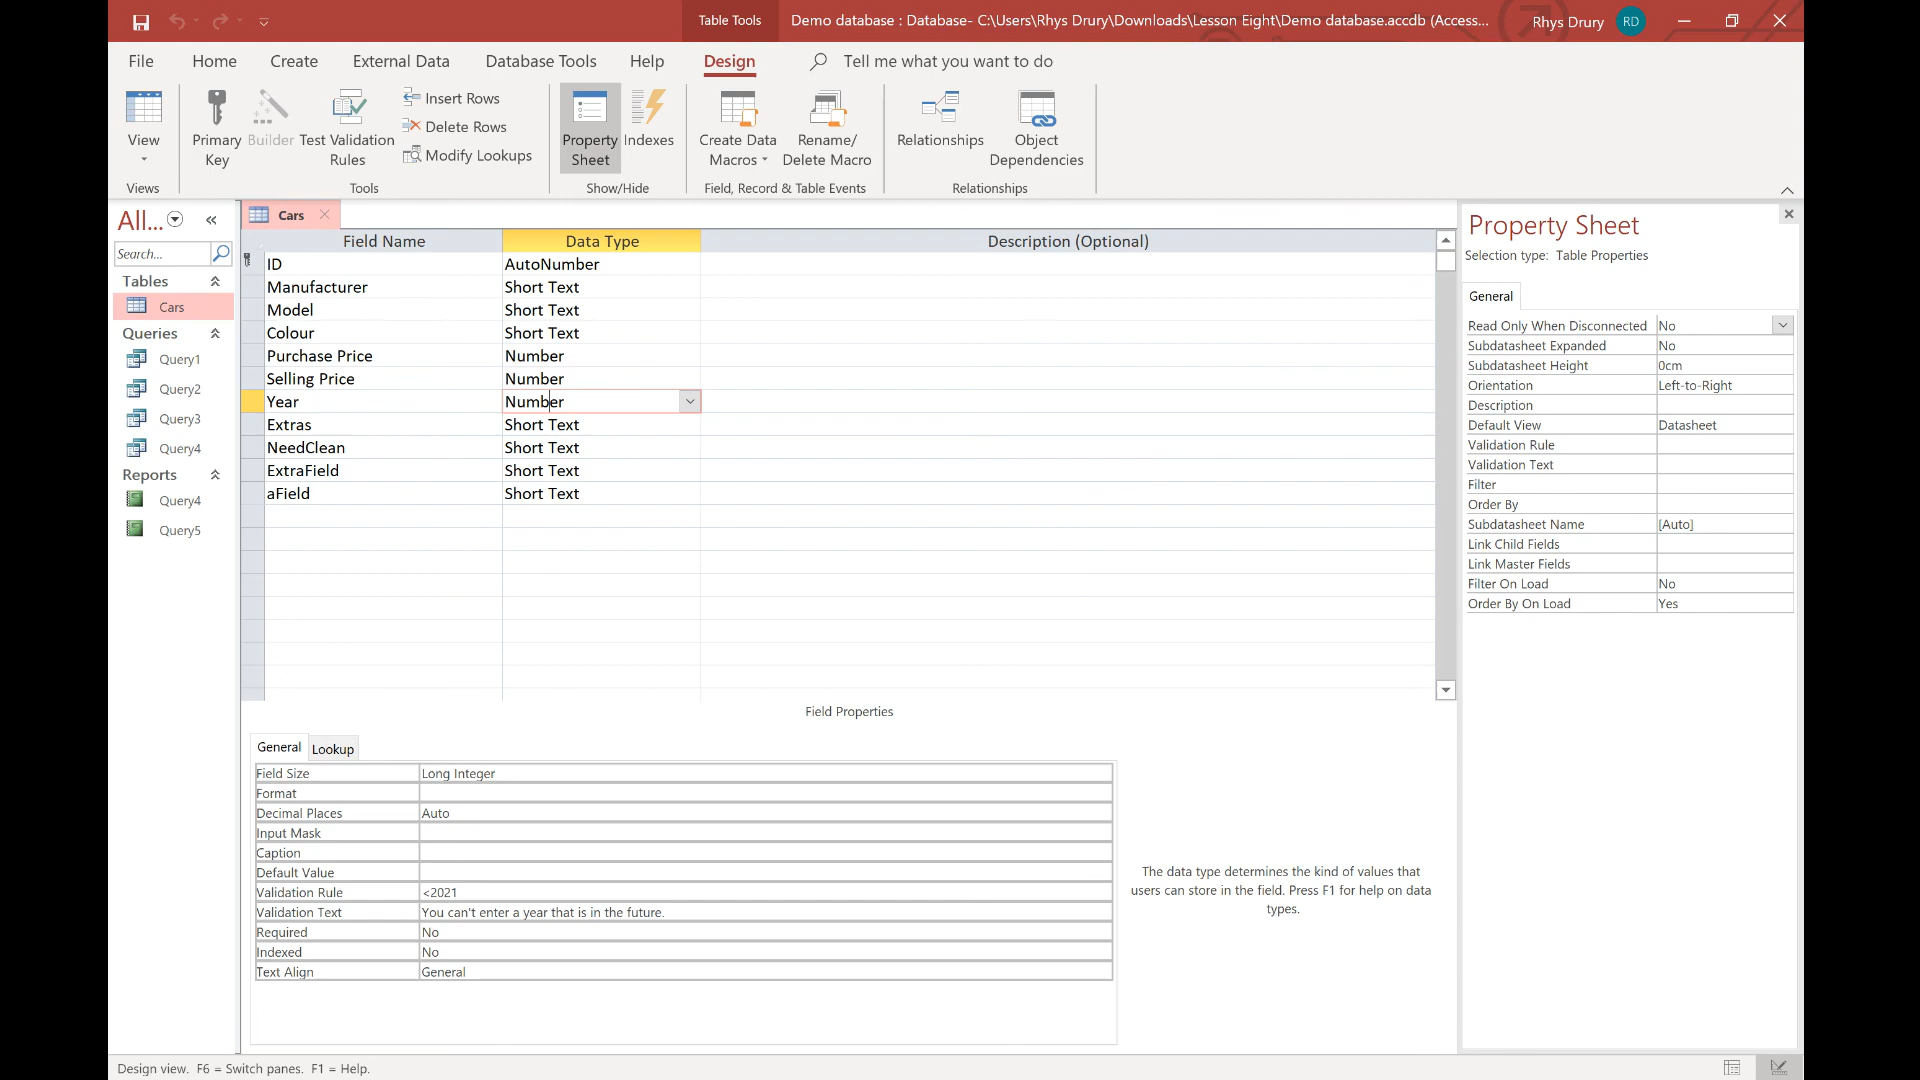 Table Tools
Demo database : Database- C:\Users\Rhys Drury\Downloads\Lesson Eight\Demo database.accdb (Access...
Rhys Drury
RD
File
Home
Create
External Data
Database Tools
Help
Design
Tell me what you want to do
View
Primary
Key
Builder
Test Validation
Rules
Insert Rows
Delete Rows
Modify Lookups
Property
Sheet
Indexes
Create Data
Macros
Rename/
Delete Macro
Relationships
Object
Dependencies
Views
Tools
Show/Hide
Field, Record & Table Events
Relationships
All...
Search...
Tables
Cars
Queries
Query1
Query2
Query3
Query4
Reports
Query4
Query5
Cars
Field Name Data Type Description (Optional)
ID AutoNumber
Manufacturer Short Text
Model Short Text
Colour Short Text
Purchase Price Number
Selling Price Number
Year Number
Extras Short Text
NeedClean Short Text
ExtraField Short Text
aField Short Text
Field Properties
General Lookup
Field Size Long Integer
Format
Decimal Places Auto
Input Mask
Caption
Default Value
Validation Rule <2021
Validation Text You can't enter a year that is in the future.
Required No
Indexed No
Text Align General
The data type determines the kind of values that
users can store in the field. Press F1 for help on data
types.
Property Sheet
Selection type: Table Properties
General
Read Only When Disconnected No
Subdatasheet Expanded No
Subdatasheet Height 0cm
Orientation Left-to-Right
Description
Default View Datasheet
Validation Rule
Validation Text
Filter
Order By
Subdatasheet Name [Auto]
Link Child Fields
Link Master Fields
Filter On Load No
Order By On Load Yes
Design view. F6 = Switch panes. F1 = Help.